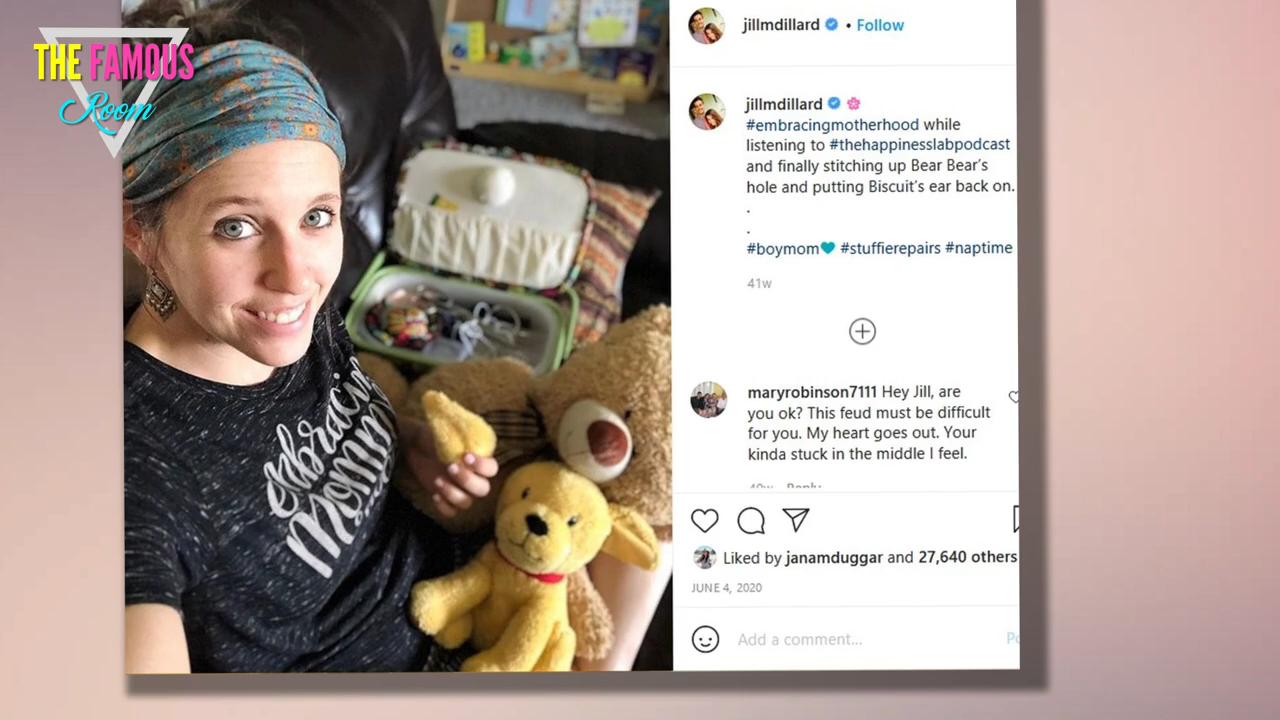 THE FAMOUS
Room
jillmdillard • Follow
jillmdillard
#embracingmotherhood while
listening to #thehappinesslabpodcast
and finally stitching up Bear Bear's
hole and putting Biscuit's ear back on.
.
.
#boymom #stuffierepairs #naptime
41w
embracing
Mommy
maryrobinson7111 Hey Jill, are
you ok? This feud must be difficult
for you. My heart goes out. Your
kinda stuck in the middle I feel.
Reply
Liked by janamduggar and 27,640 others
JUNE 4, 2020
Add a comment...